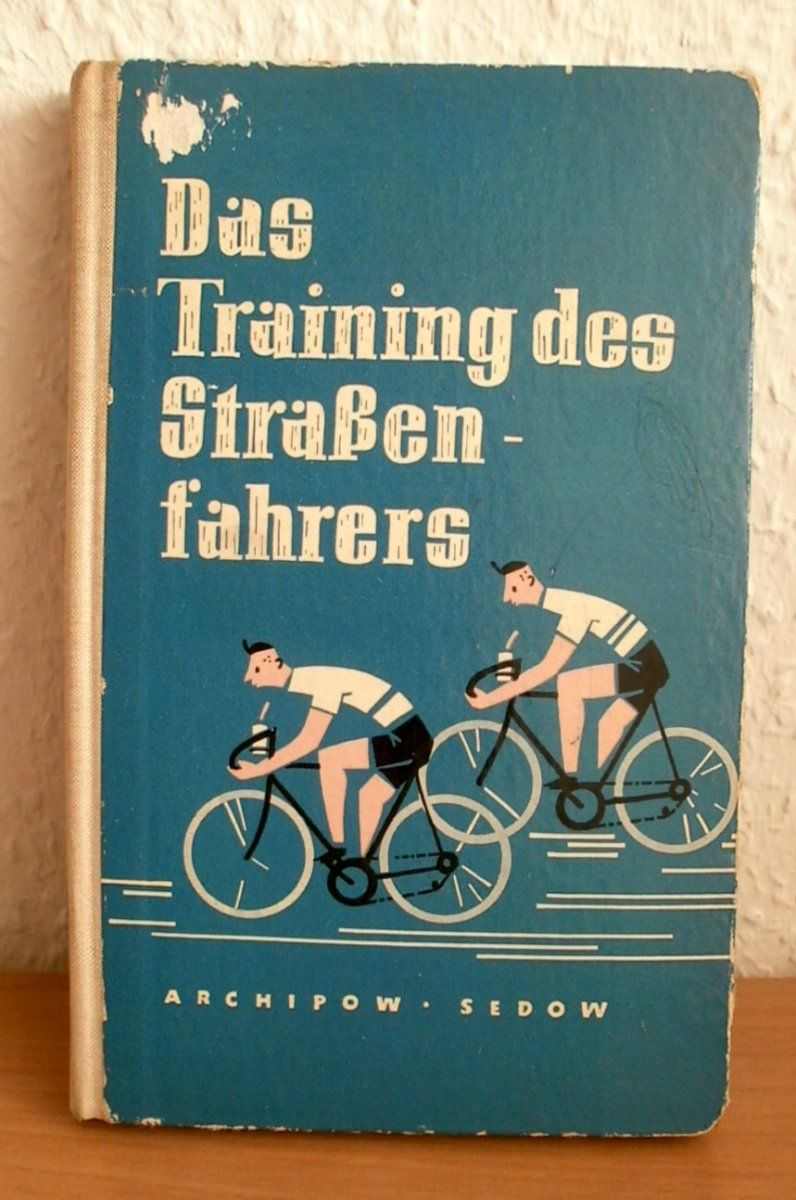 Das
Training des
Straßen-
fahrers
ARCHIPOW · SEDOW